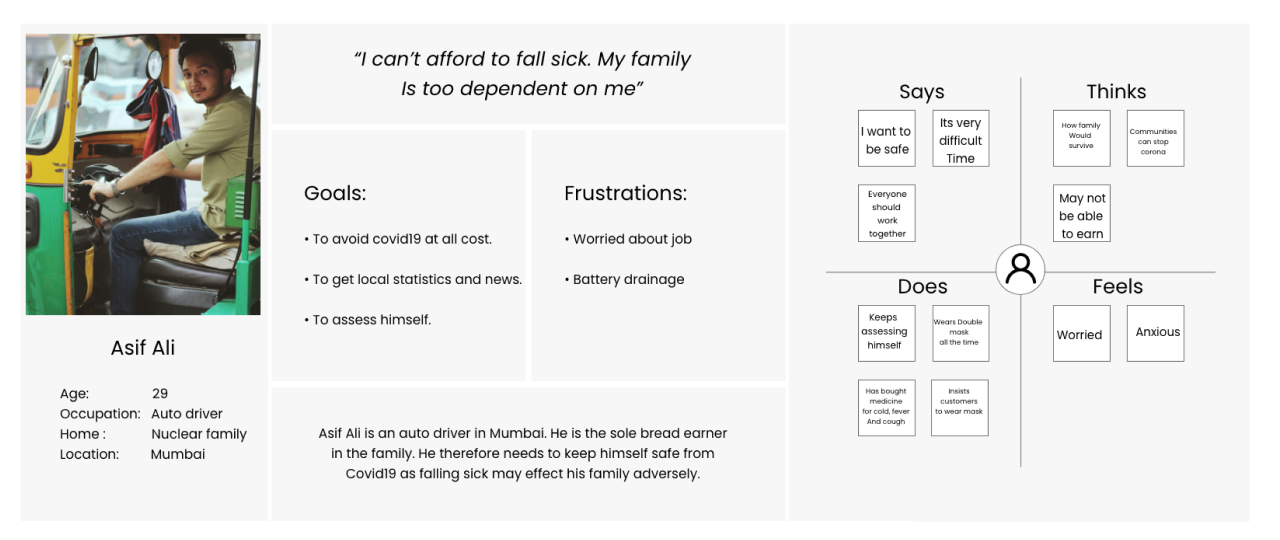 Asif Ali
Age: 29
Occupation: Auto driver
Home : Nuclear family
Location: Mumbai
“I can’t afford to fall sick. My family
Is too dependent on me”
Goals:
• To avoid covid19 at all cost.
• To get local statistics and news.
• To assess himself.
Frustrations:
• Worried about job
• Battery drainage
Asif Ali is an auto driver in Mumbai. He is the sole bread earner
in the family. He therefore needs to keep himself safe from
Covid19 as falling sick may effect his family adversely.
Says
I want to
be safe
Its very
difficult
Time
Everyone
should
work
together
Thinks
How family
Would
survive
Communities
can stop
corona
May not
be able
to earn
Does
Keeps
assessing
himself
Wears Double
mask
all the time
Has bought
medicine
for cold, fever
And cough
Insists
customers
to wear mask
Feels
Worried
Anxious